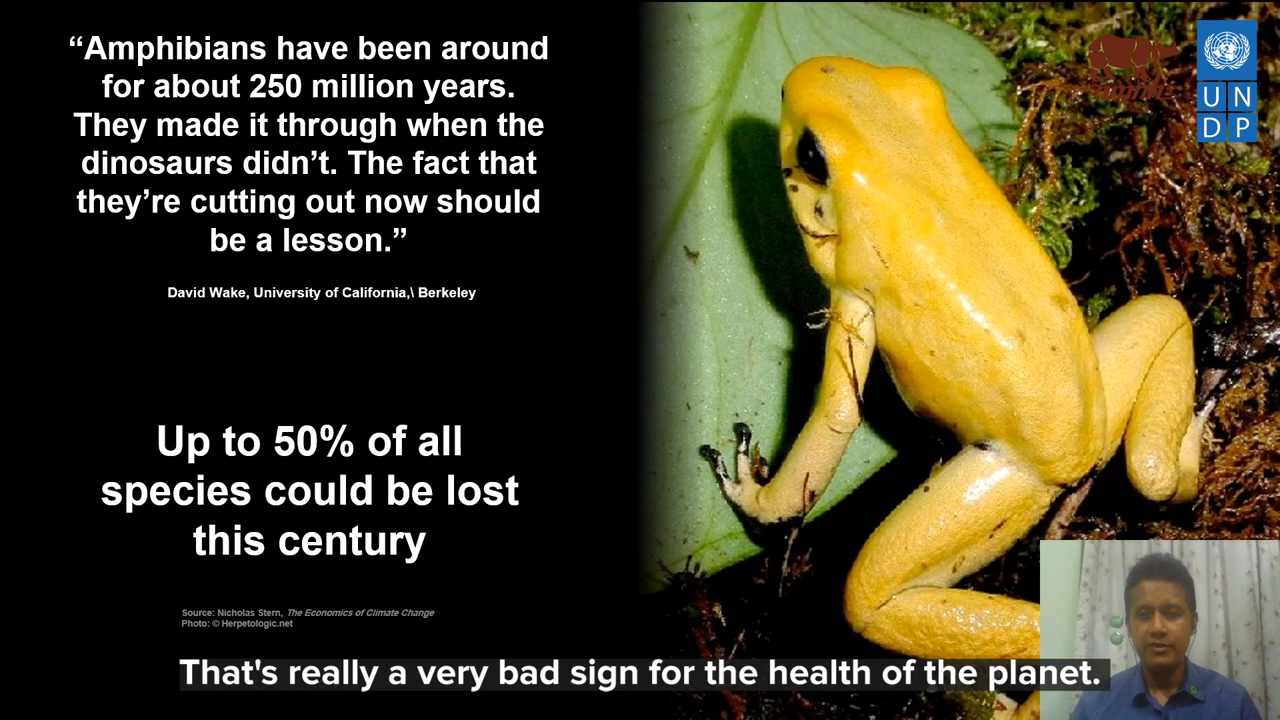 “Amphibians have been around
for about 250 million years.
They made it through when the
dinosaurs didn’t. The fact that
they’re cutting out now should
be a lesson.”
David Wake, University of California,\ Berkeley
Up to 50% of all
species could be lost
this century
Source: Nicholas Stern, The Economics of Climate Change
Photo: © Herpetologic.net
U N
D P
That's really a very bad sign for the health of the planet.